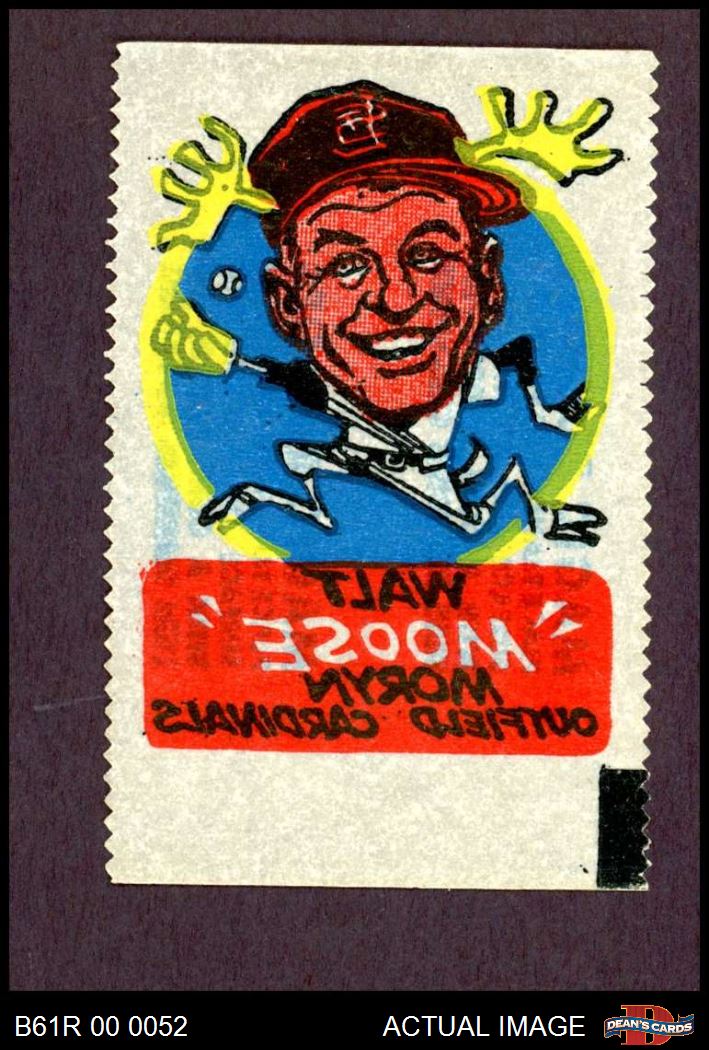 WALT
"MOOSE"
MORYN
OUTFIELD CARDINALS
B61R 00 0052
ACTUAL IMAGE
DEAN'S CARDS